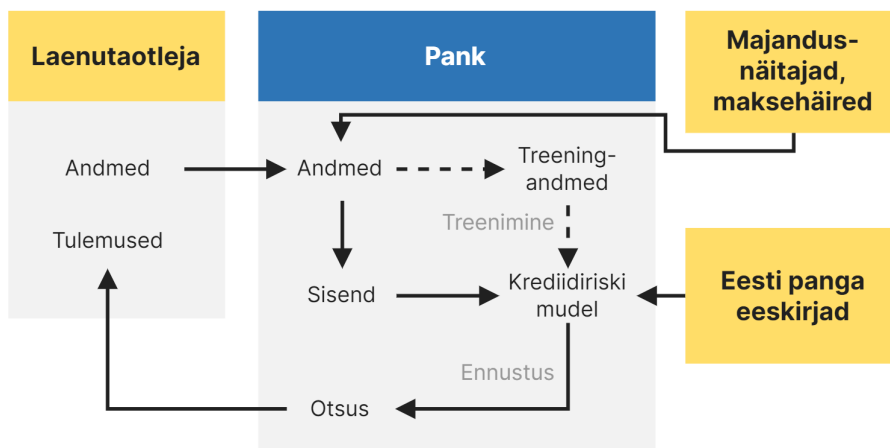 Laenutaotleja
Pank
Majandus-
näitajad,
maksehäired
Andmed
Andmed
Treening-
andmed
Treenimine
Tulemused
Sisend
Krediidiriski
mudel
Eesti panga
eeskirjad
Ennustus
Otsus